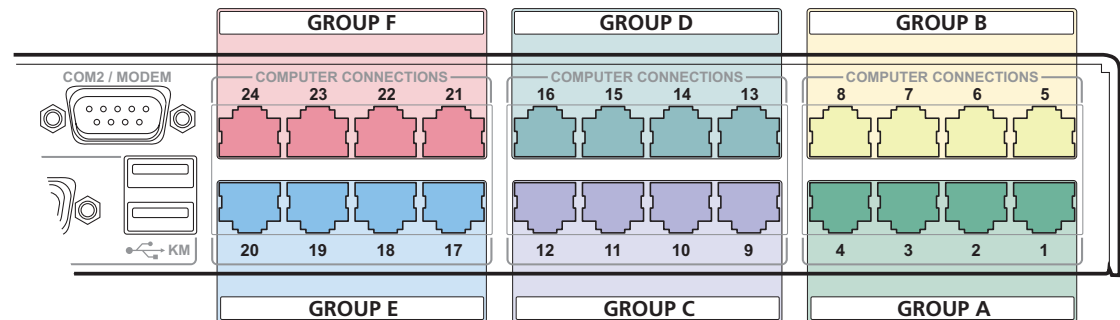 GROUP F
GROUP D
GROUP B
COM2 / MODEM
COMPUTER CONNECTIONS
COMPUTER CONNECTIONS
COMPUTER CONNECTIONS
24 23 22 21
16 15 14 13
8 7 6 5
KM
20 19 18 17
12 11 10 9
4 3 2 1
GROUP E
GROUP C
GROUP A